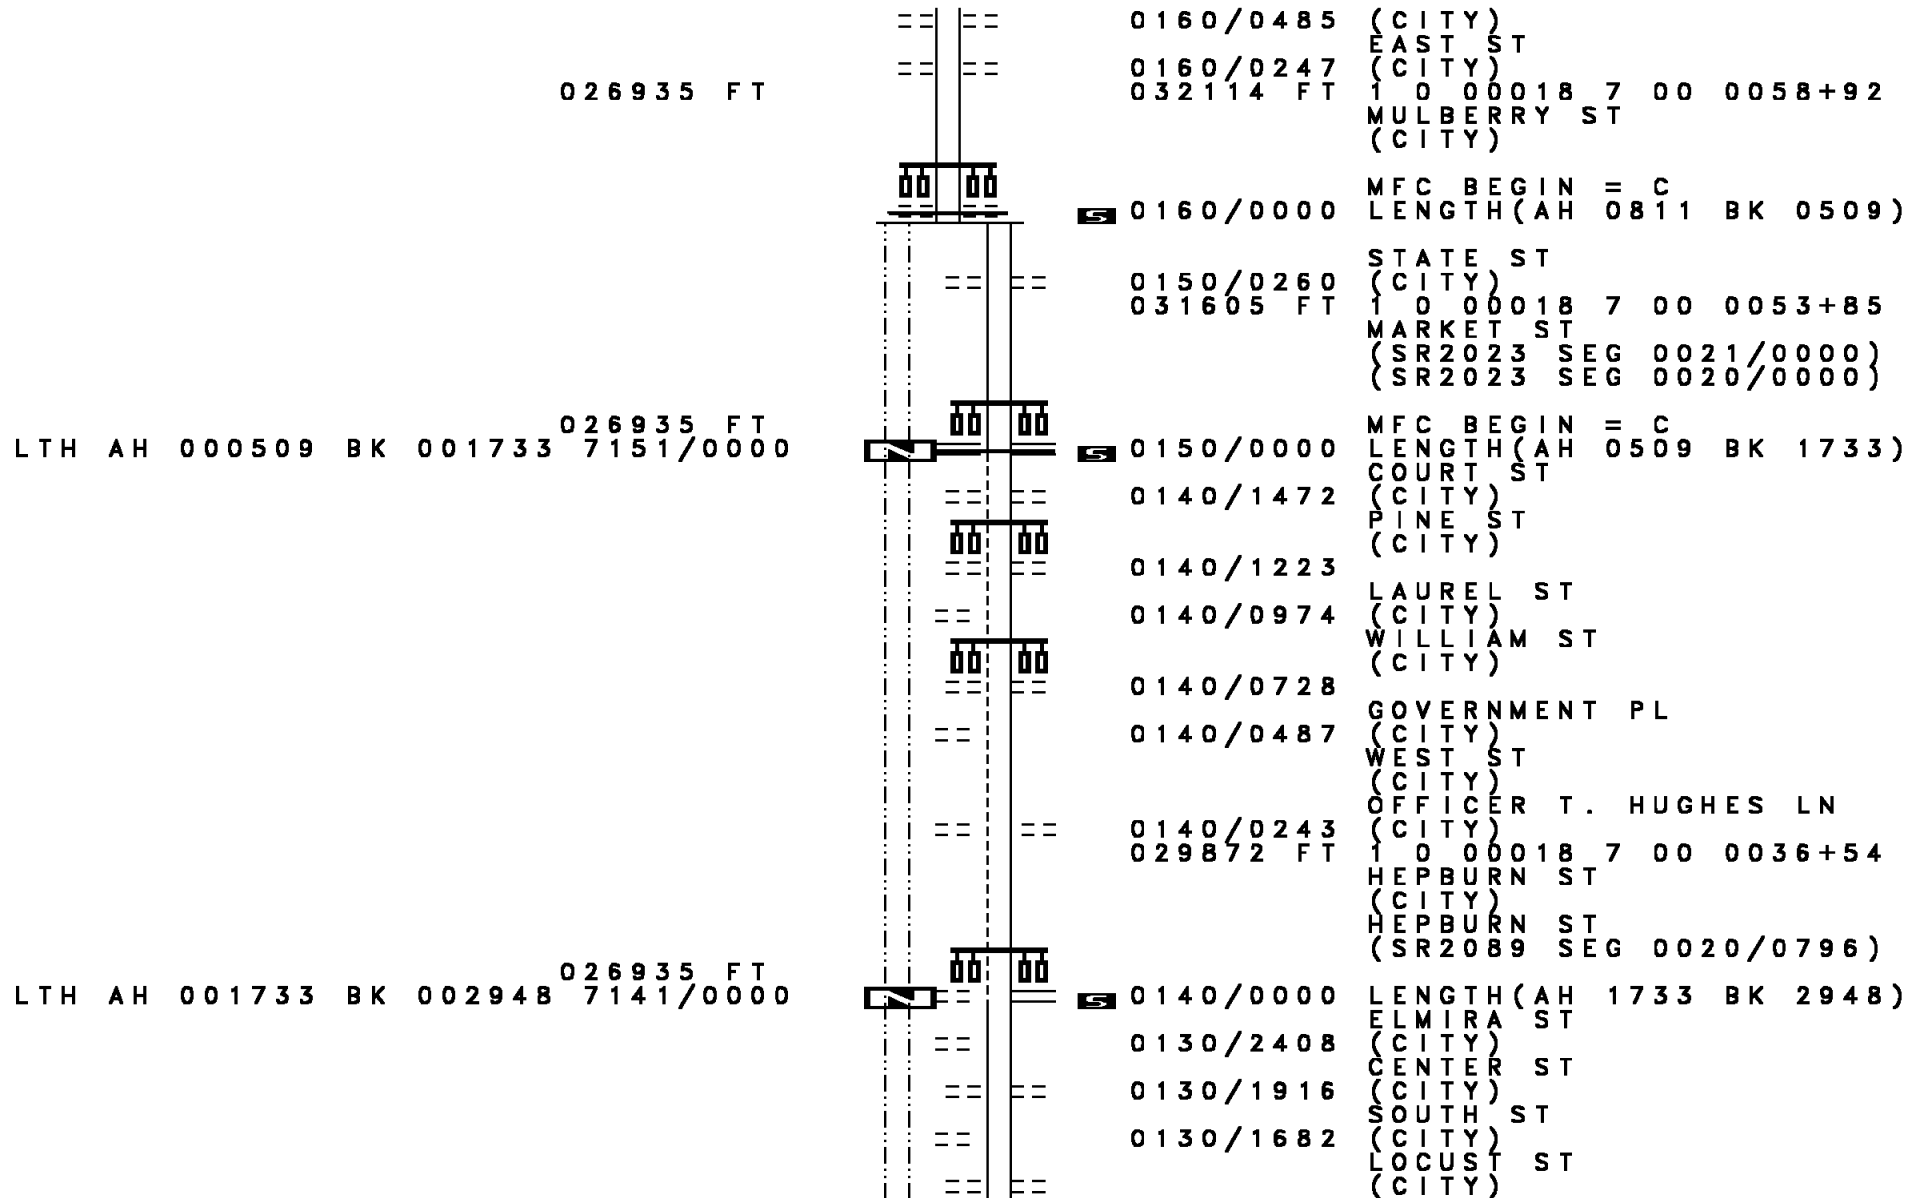 0160/0485 (CITY)
EAST ST
0160/0247 (CITY)
026935 FT 032114 FT 1 0 00018 7 00 0058+92
MULBERRY ST
(CITY)
MFC BEGIN = C
S 0160/0000 LENGTH(AH 0811 BK 0509)
STATE ST
0150/0260 (CITY)
031605 FT 1 0 00018 7 00 0053+85
MARKET ST
(SR2023 SEG 0021/0000)
(SR2023 SEG 0020/0000)
026935 FT MFC BEGIN = C
LTH AH 000509 BK 001733 7151/0000 N S 0150/0000 LENGTH(AH 0509 BK 1733)
COURT ST
0140/1472 (CITY)
PINE ST
(CITY)
0140/1223
LAUREL ST
0140/0974 (CITY)
WILLIAM ST
(CITY)
0140/0728
GOVERNMENT PL
0140/0487 (CITY)
WEST ST
(CITY)
OFFICER T. HUGHES LN
0140/0243 (CITY)
029872 FT 1 0 00018 7 00 0036+54
HEPBURN ST
(CITY)
HEPBURN ST
(SR2089 SEG 0020/0796)
026935 FT
LTH AH 001733 BK 002948 7141/0000 N S 0140/0000 LENGTH(AH 1733 BK 2948)
ELMIRA ST
0130/2408 (CITY)
CENTER ST
0130/1916 (CITY)
SOUTH ST
0130/1682 (CITY)
LOCUST ST
(CITY)